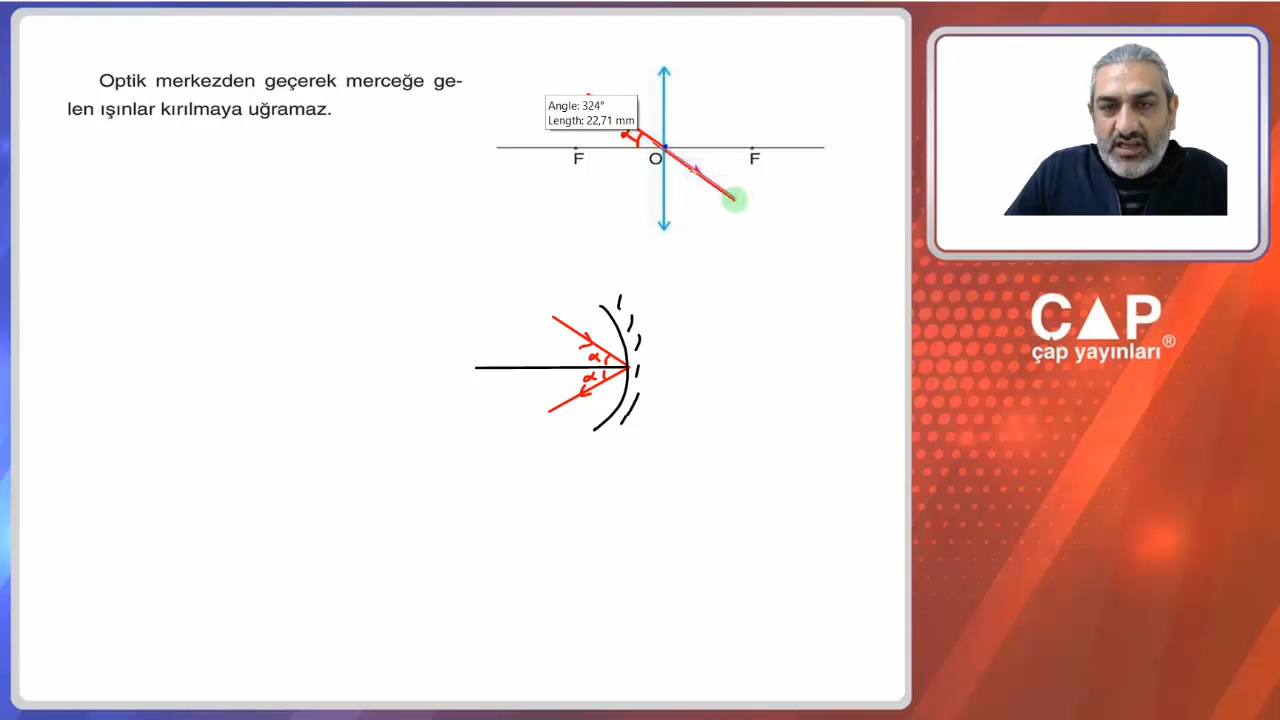 Optik merkezden geçerek merceğe ge-
len ışınlar kırılmaya uğramaz.
Angle: 324°
Length: 22,71 mm
α
F
O
F
α
α
ÇAP
çap yayınları®